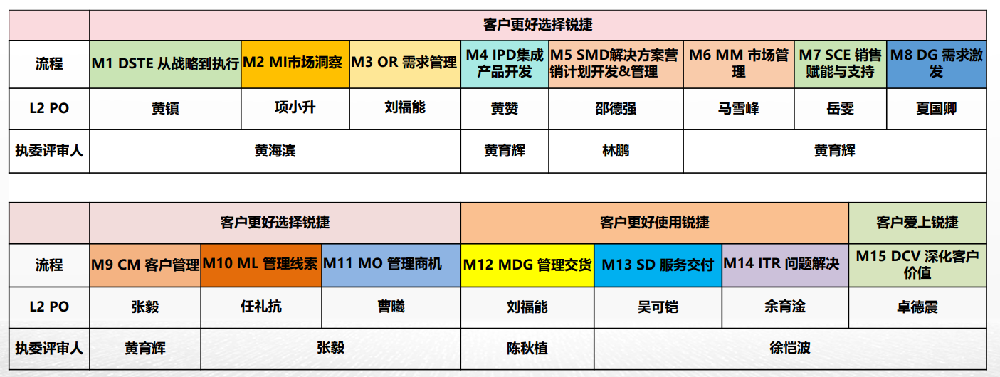 客户更好选择锐捷
流程
M1 DSTE 从战略到执行
M2 MI市场洞察
M3 OR 需求管理
M4 IPD集成
产品开发
M5 SMD解决方案营
销计划开发&管理
M6 MM 市场管
理
M7 SCE 销售
赋能与支持
M8 DG 需求激
发
L2 PO
黄镇
项小升
刘福能
黄赞
邵德强
马雪峰
岳雯
夏国卿
执委评审人
黄海滨
黄育辉
林鹏
黄育辉
客户更好选择锐捷
客户更好使用锐捷
客户爱上锐捷
流程
M9 CM 客户管理
M10 ML 管理线索
M11 MO 管理商机
M12 MDG 管理交货
M13 SD 服务交付
M14 ITR 问题解决
M15 DCV 深化客户
价值
L2 PO
张毅
任礼抗
曹曦
刘福能
吴可铠
余育淦
卓德震
执委评审人
黄育辉
张毅
陈秋植
徐恺波